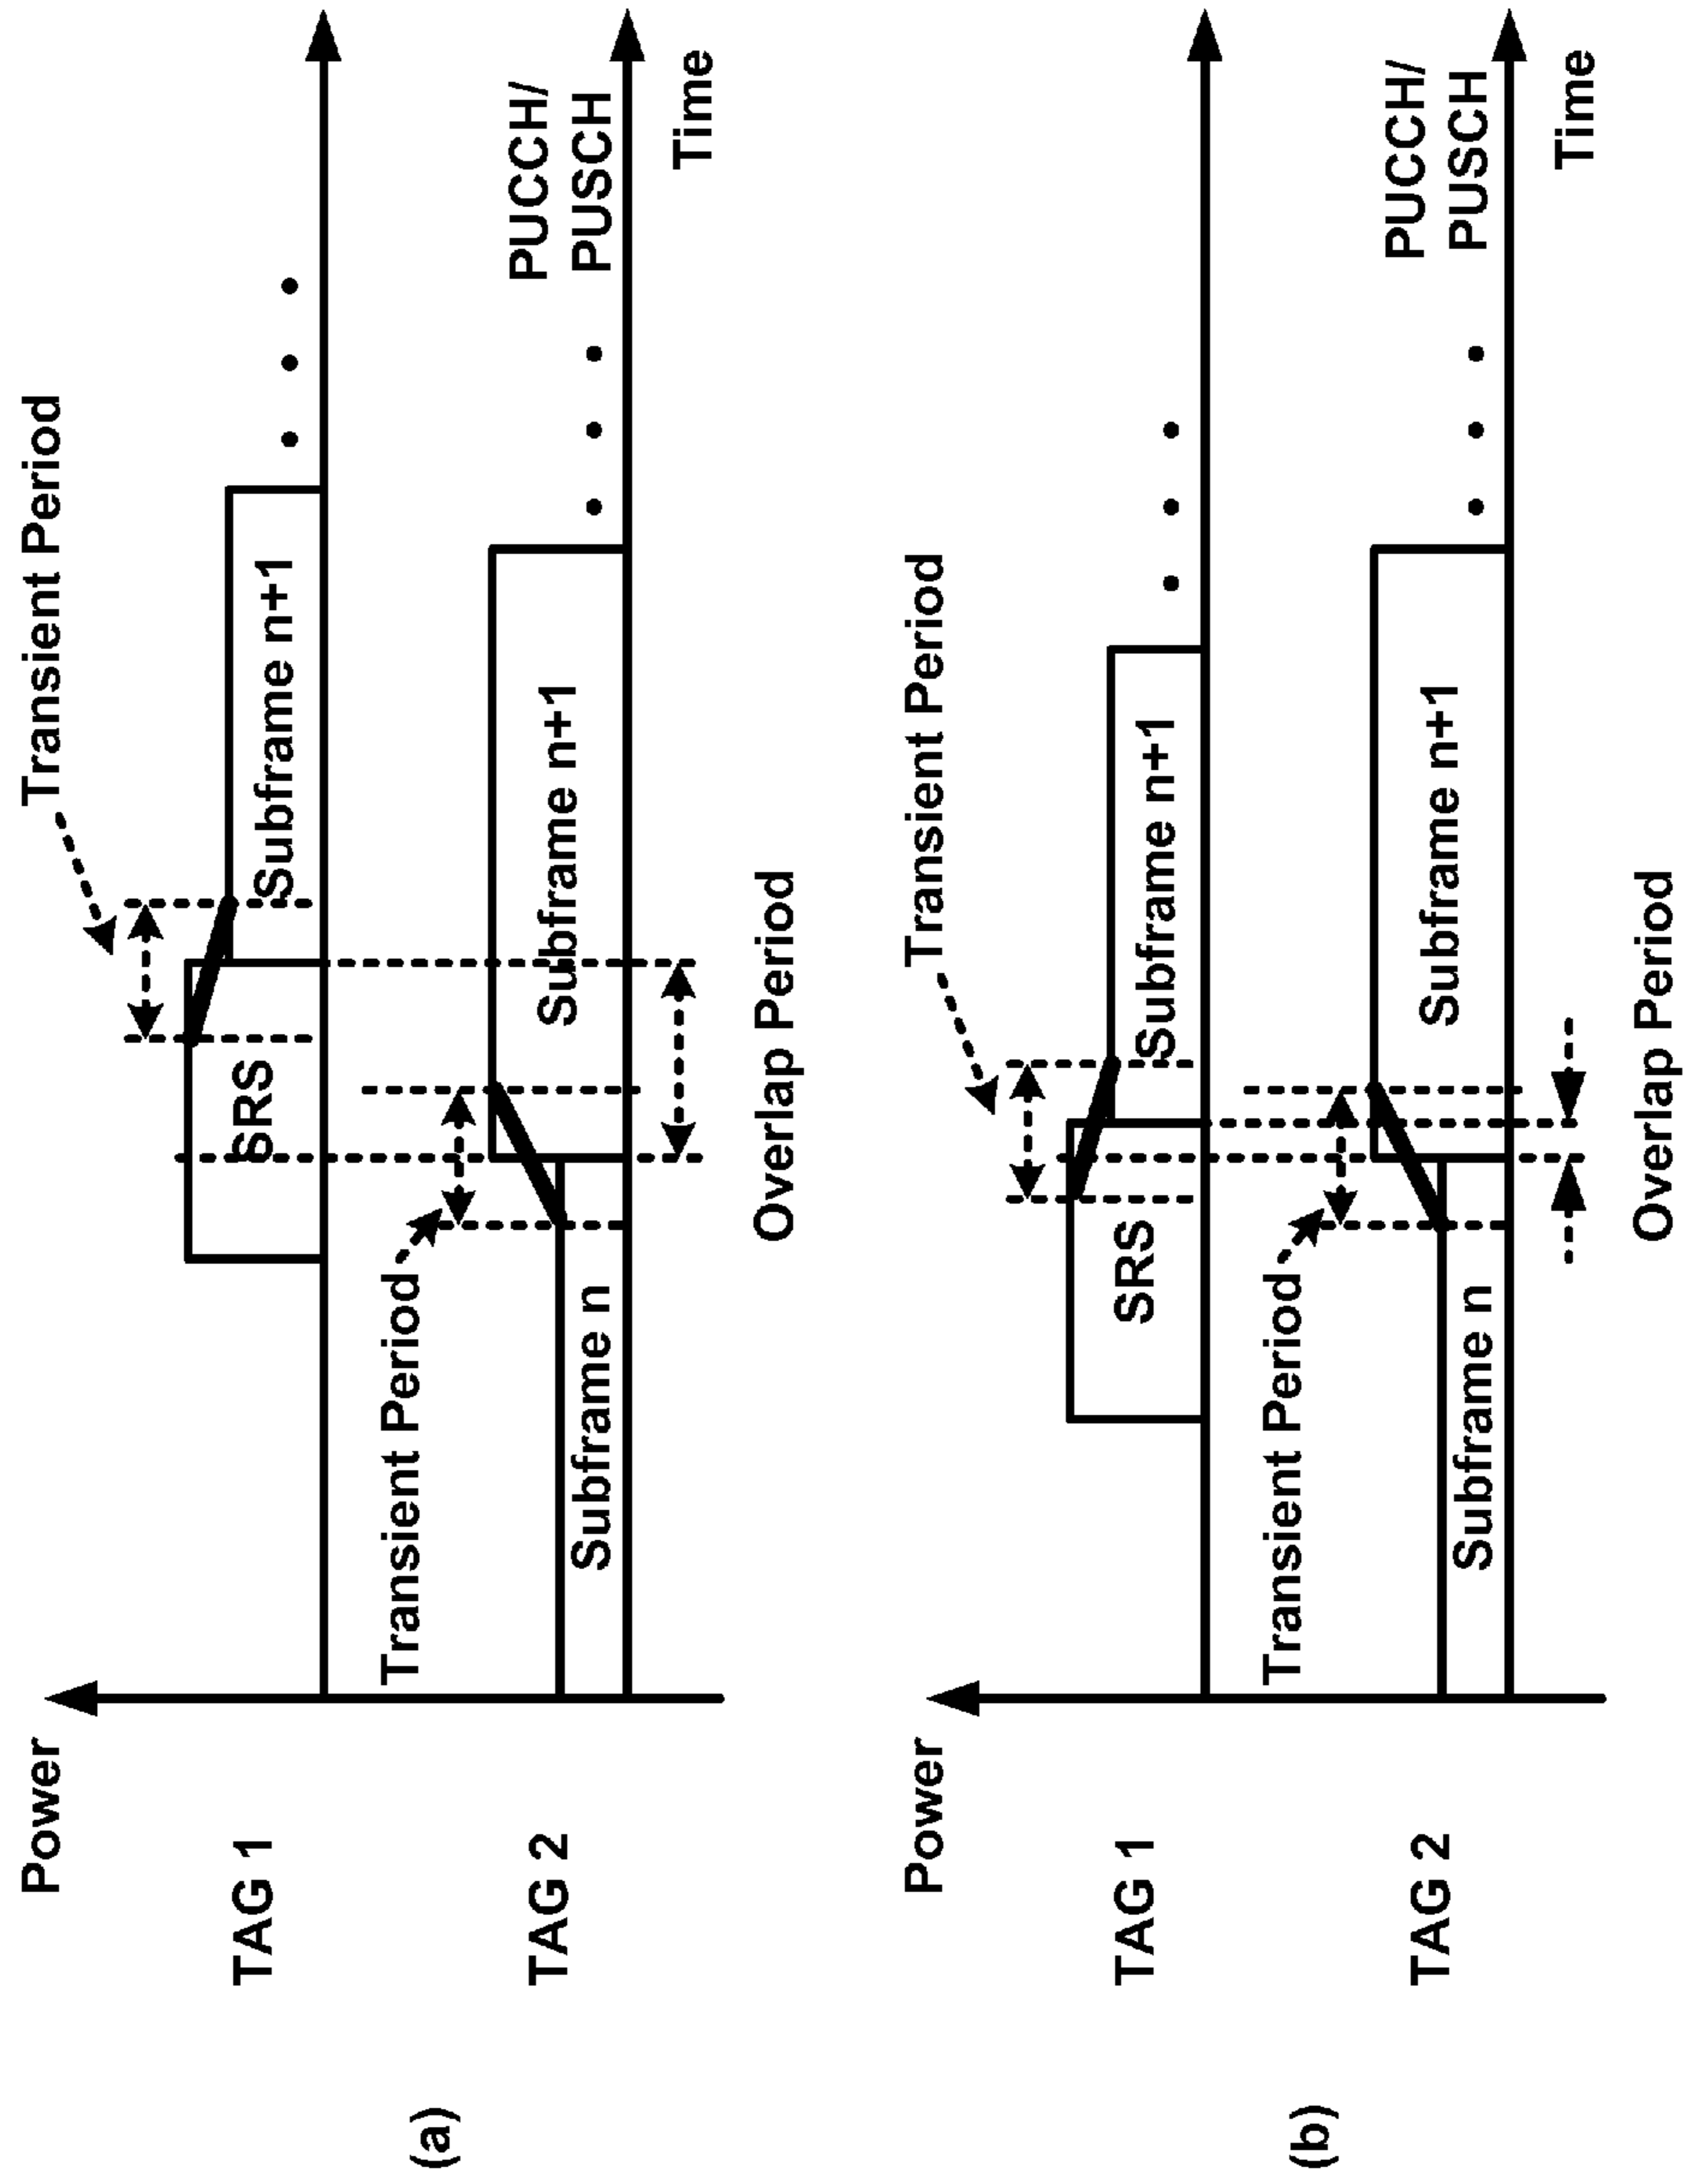 Power
Transient Period
TAG 1
SRS
Subframe n+1
Transient Period
PUCCH/
PUSCH
TAG 2
Subframe n
Subframe n+1
Time
Overlap Period
(a)
Power
Transient Period
TAG 1
SRS
Subframe n+1
Transient Period
PUCCH/
PUSCH
TAG 2
Subframe n
Subframe n+1
Time
Overlap Period
(b)